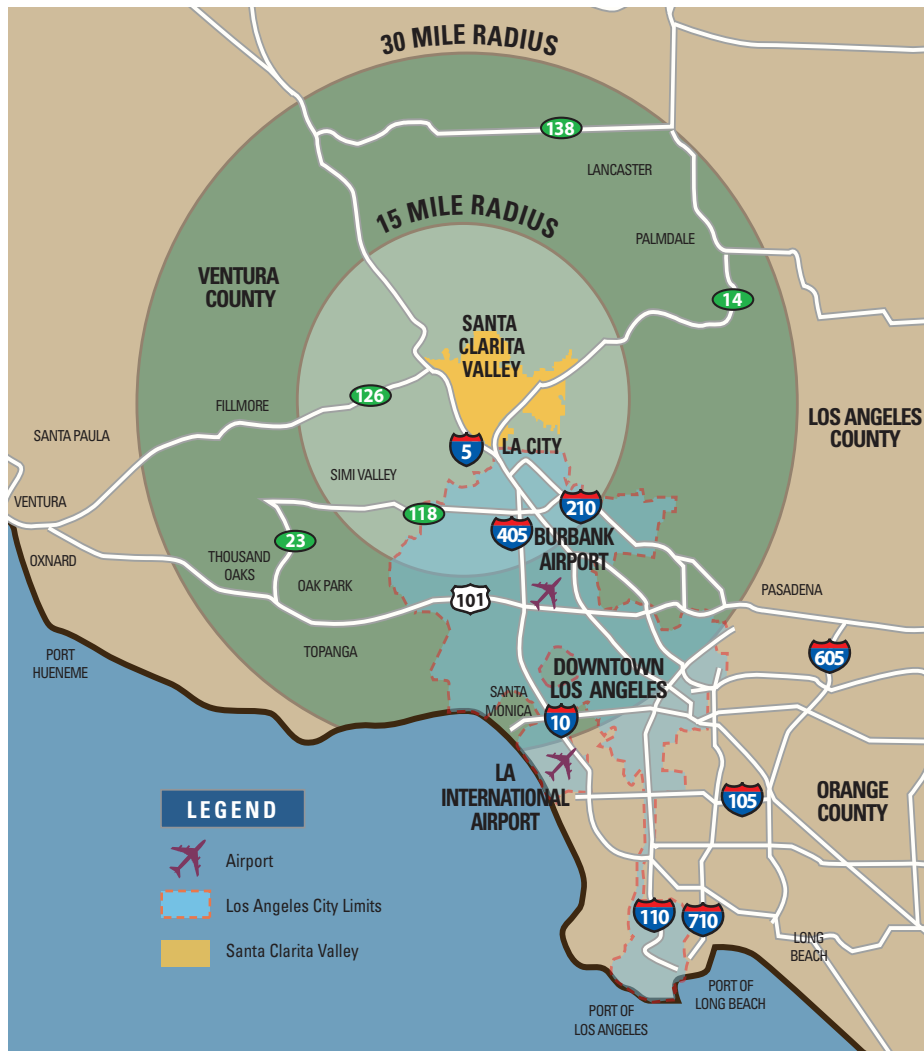 30 MILE RADIUS
138
LANCASTER
15 MILE RADIUS
PALMDALE
VENTURA
COUNTY
14
SANTA
CLARITA
VALLEY
126
FILLMORE
LOS ANGELES
COUNTY
SANTA PAULA
5
LA CITY
SIMI VALLEY
VENTURA
118
210
405
BURBANK
AIRPORT
23
OXNARD
THOUSAND
OAKS
OAK PARK
101
PASADENA
TOPANGA
605
PORT
HUENEME
DOWNTOWN
LOS ANGELES
SANTA
MONICA
10
LA
INTERNATIONAL
AIRPORT
105
ORANGE
COUNTY
LEGEND
Airport
Los Angeles City Limits
Santa Clarita Valley
110
710
LONG
BEACH
PORT OF
LONG BEACH
PORT OF
LOS ANGELES